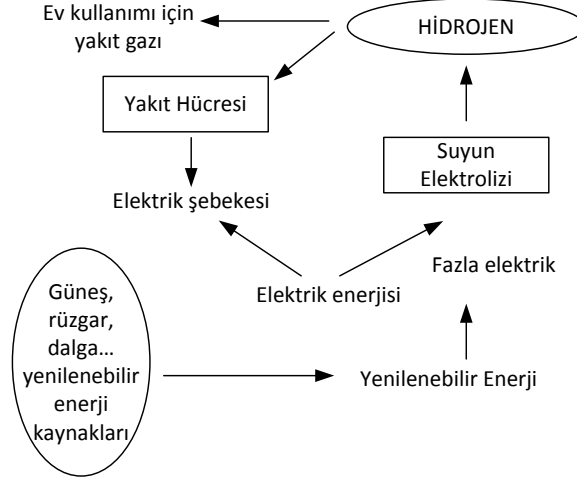 Ev kullanımı için
yakıt gazı
HİDROJEN
Yakıt Hücresi
Suyun
Elektrolizi
Elektrik şebekesi
Fazla elektrik
Elektrik enerjisi
Güneş,
rüzgar,
dalga...
yenilenebilir
enerji
kaynakları
Yenilenebilir Enerji